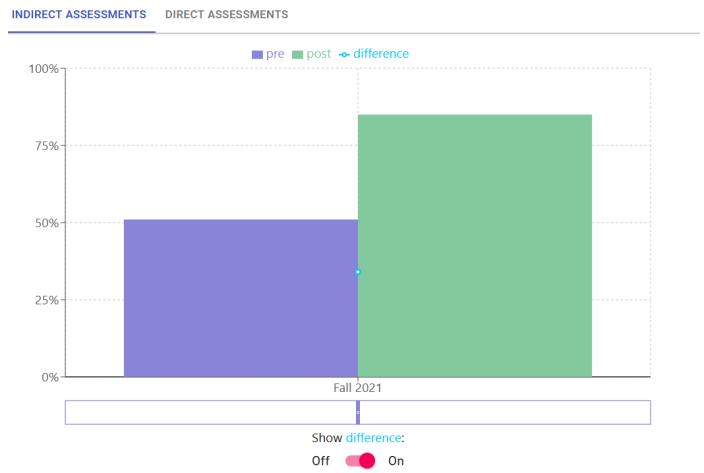 INDIRECT ASSESSMENTS DIRECT ASSESSMENTS
pre post difference
100%
75%
50%
25%
0%
Fall 2021
Show difference:
Off On